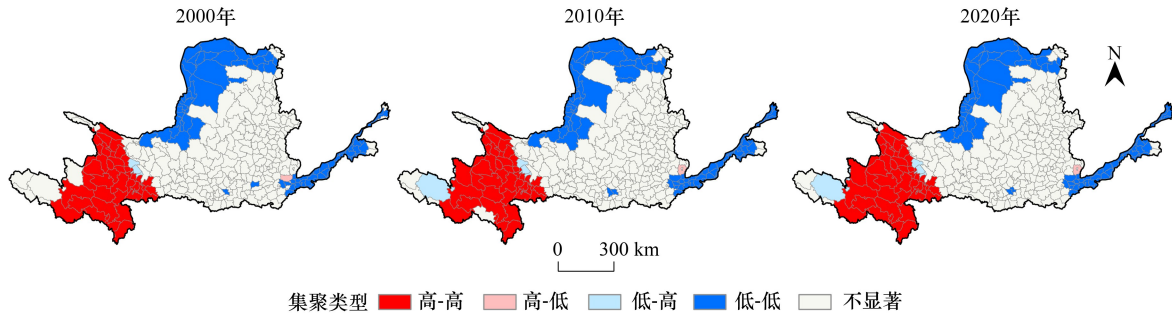 2000年
2010年
2020年
N
0 300 km
集聚类型 高-高 高-低 低-高 低-低 不显著